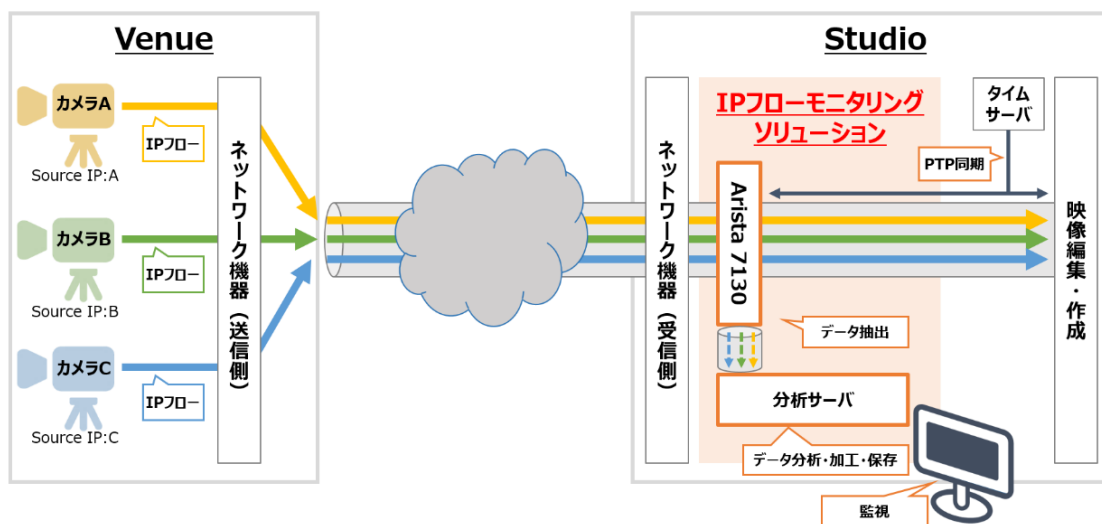 Venue
カメラA
IPフロー
Source IP:A
カメラB
IPフロー
Source IP:B
カメラC
IPフロー
Source IP:C
ネットワーク機器（送信側）
Studio
ネットワーク機器（受信側）
IPフローモニタリング
ソリューション
タイム
サーバ
PTP同期
Arista 7130
データ抽出
分析サーバ
データ分析・加工・保存
監視
映像編集・作成